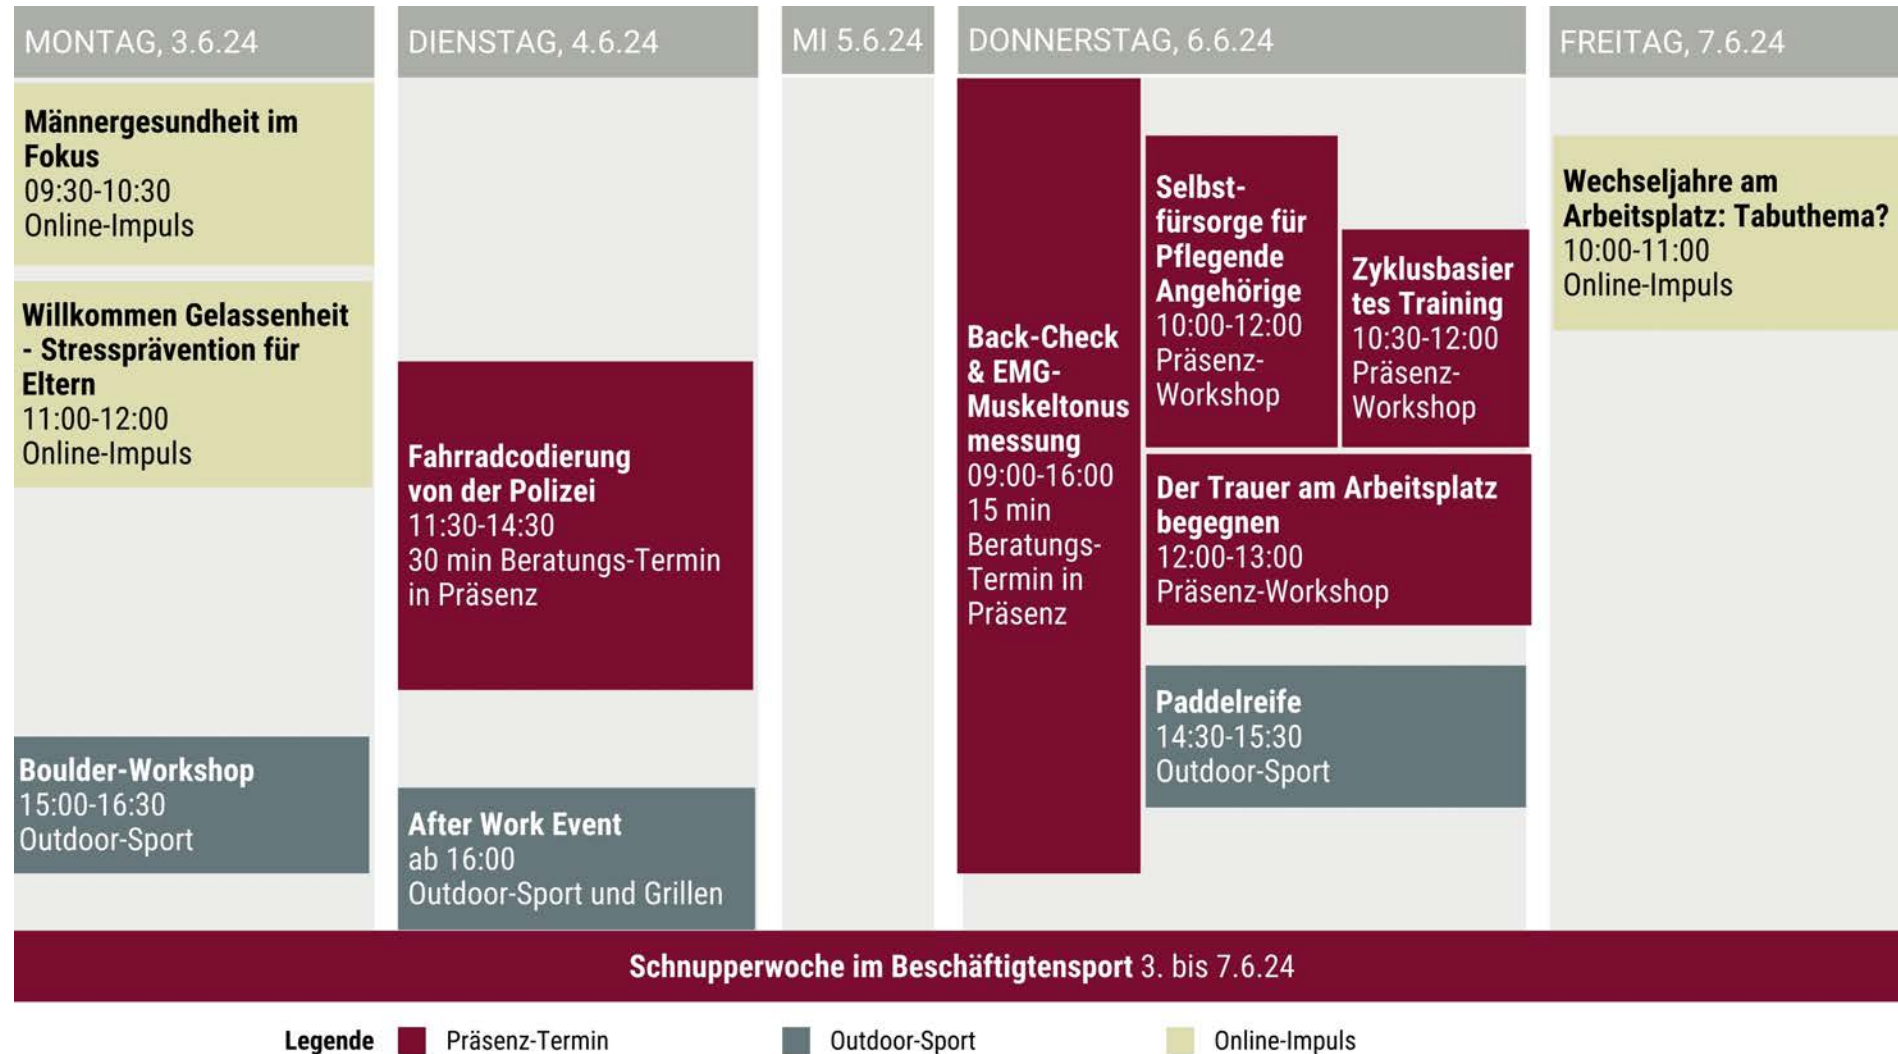 MONTAG, 3.6.24
Männergesundheit im
Fokus
09:30-10:30
Online-Impuls
Willkommen Gelassenheit
- Stressprävention für
Eltern
11:00-12:00
Online-Impuls
Boulder-Workshop
15:00-16:30
Outdoor-Sport
DIENSTAG, 4.6.24
Fahrradcodierung
von der Polizei
11:30-14:30
30 min Beratungs-Termin
in Präsenz
After Work Event
ab 16:00
Outdoor-Sport und Grillen
MI 5.6.24
DONNERSTAG, 6.6.24
Back-Check
& EMG-
Muskeltonus
messung
09:00-16:00
15 min
Beratungs-
Termin in
Präsenz
Selbst-
fürsorge für
Pflegende
Angehörige
10:00-12:00
Präsenz-
Workshop
Zyklusbasier
tes Training
10:30-12:00
Präsenz-
Workshop
Der Trauer am Arbeitsplatz
begegnen
12:00-13:00
Präsenz-Workshop
Paddelreife
14:30-15:30
Outdoor-Sport
FREITAG, 7.6.24
Wechseljahre am
Arbeitsplatz: Tabuthema?
10:00-11:00
Online-Impuls
Schnupperwoche im Beschäftigtensport 3. bis 7.6.24
Legende Präsenz-Termin Outdoor-Sport Online-Impuls